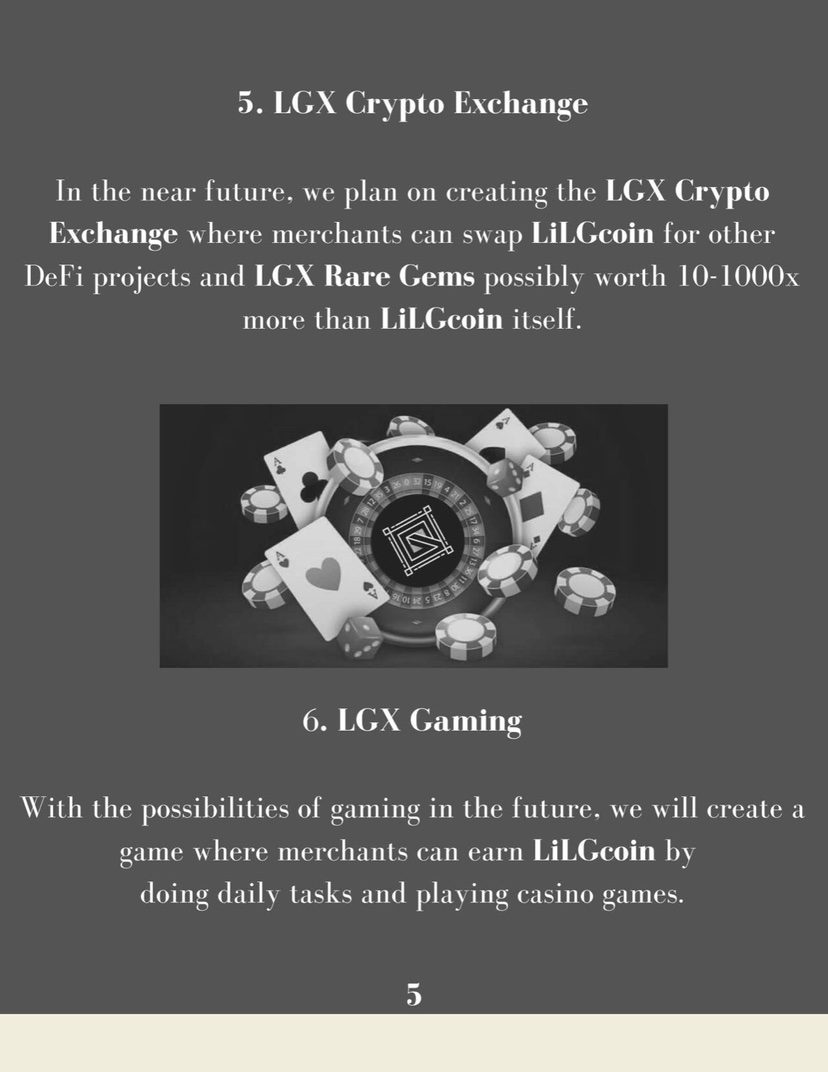 5. LGX Crypto Exchange
In the near future, we plan on creating the LGX Crypto
Exchange where merchants can swap LiLGcoin for other
DeFi projects and LGX Rare Gems possibly worth 10-1000x
more than LiLGcoin itself.
6. LGX Gaming
With the possibilities of gaming in the future, we will create a
game where merchants can earn LiLGcoin by
doing daily tasks and playing casino games.
5